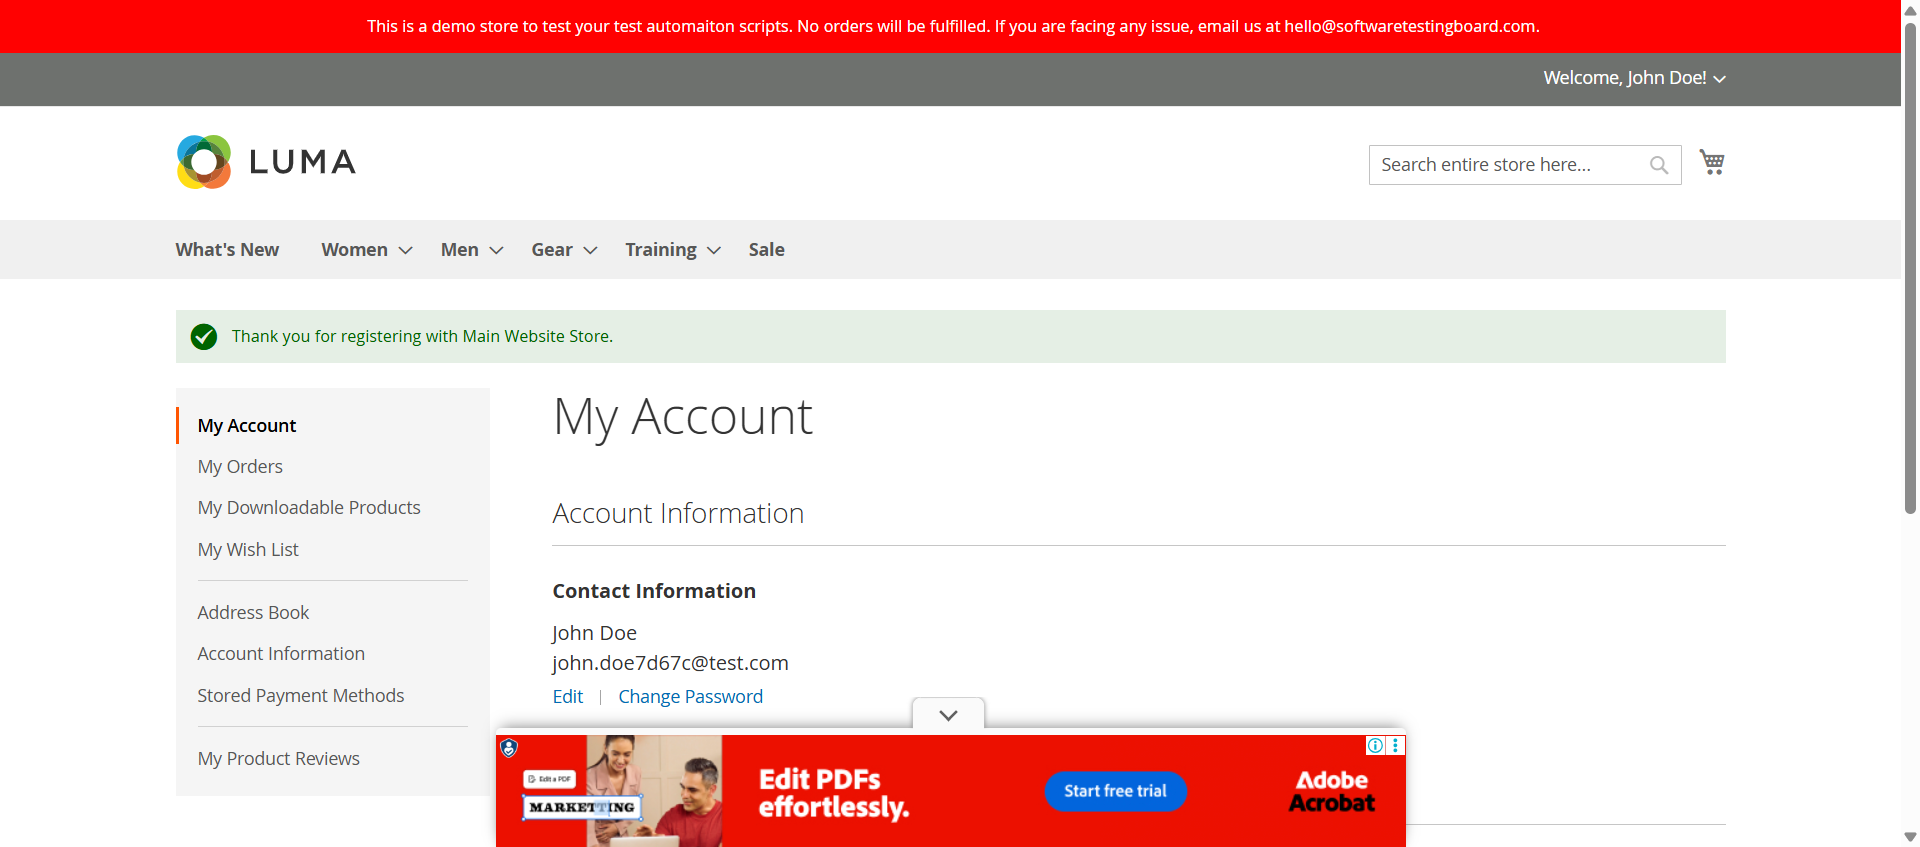 This is a demo store to test your test automaiton scripts. No orders will be fulfilled. If you are facing any issue, email us at hello@softwaretestingboard.com.
Welcome, John Doe!
LUMA
Search entire store here...
What's New Women Men Gear Training Sale
Thank you for registering with Main Website Store.
My Account
My Orders
My Downloadable Products
My Wish List
Address Book
Account Information
Stored Payment Methods
My Product Reviews
My Account
Account Information
Contact Information
John Doe
john.doe7d67c@test.com
Edit | Change Password
Edit a PDF
MARKETTING
Edit PDFs
effortlessly.
Start free trial
Adobe
Acrobat